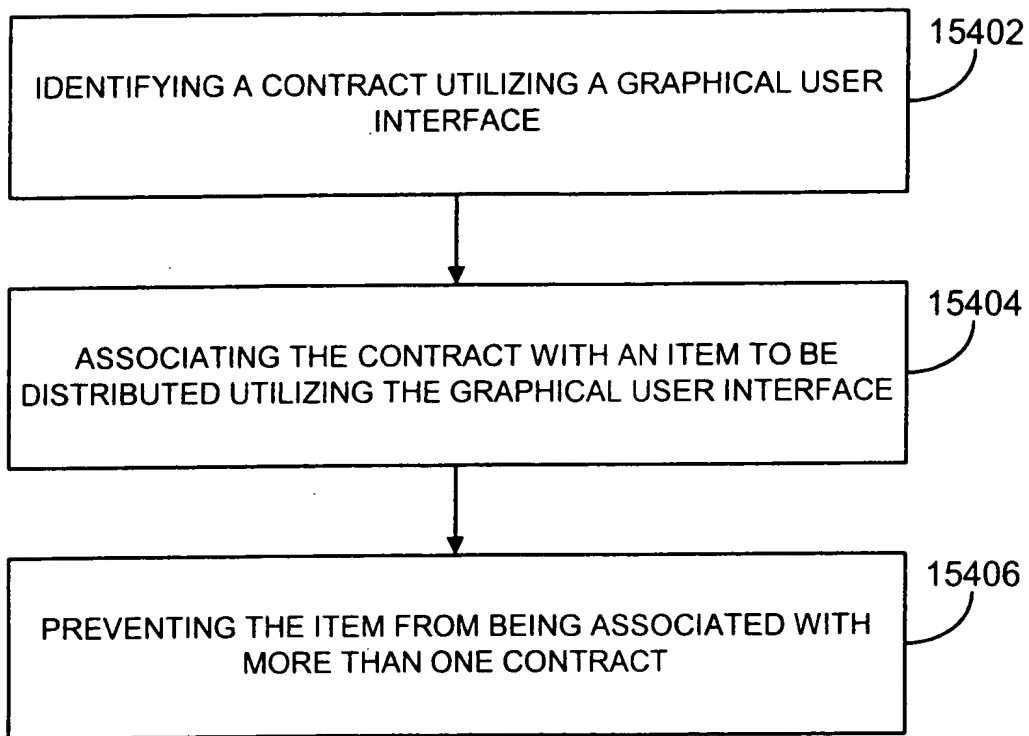 15402
IDENTIFYING A CONTRACT UTILIZING A GRAPHICAL USER
INTERFACE
15404
ASSOCIATING THE CONTRACT WITH AN ITEM TO BE
DISTRIBUTED UTILIZING THE GRAPHICAL USER INTERFACE
15406
PREVENTING THE ITEM FROM BEING ASSOCIATED WITH
MORE THAN ONE CONTRACT